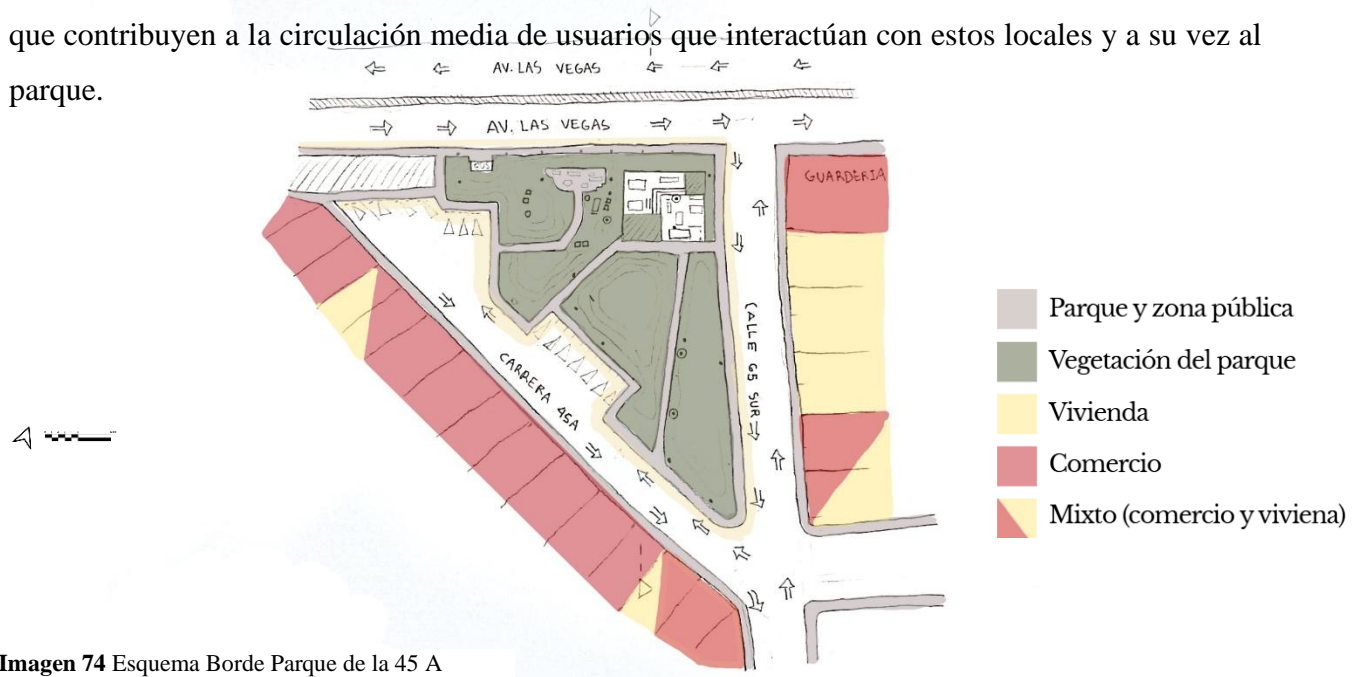 que contribuyen a la circulación media de usuarios que interactúan con estos locales y a su vez al
parque.
AV. LAS VEGAS
AV. LAS VEGAS
GUARDERIA
CALLE 65 SUR
CARRERA 45A
Parque y zona pública
Vegetación del parque
Vivienda
Comercio
Mixto (comercio y viviena)
Imagen 74 Esquema Borde Parque de la 45 A